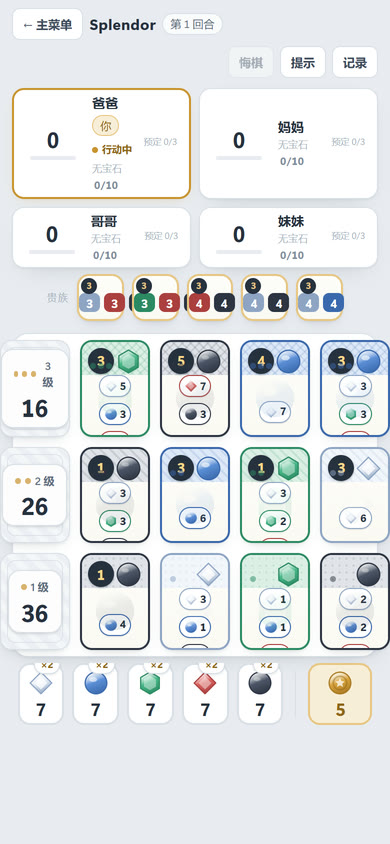 ← 主菜单 Splendor 第 1 回合
悔棋 提示 记录
爸爸
你
行动中
0 预定 0/3
无宝石
0/10
妈妈
0 无宝石 预定 0/3
0/10
哥哥
0 无宝石 预定 0/3
0/10
妹妹
0 无宝石 预定 0/3
0/10
贵族
3 3 3 3 3
3 3 3 3 4 4 4 4 4 4
3 级
16
3 5 4 3
5 7 7 3
3 3 3
2 级
26
1 3 1 3
3 6 3 6
3 2
1 级
36
1
4 3 1 2
1 1 2
×2 ×2 ×2 ×2 ×2
7 7 7 7 7 5